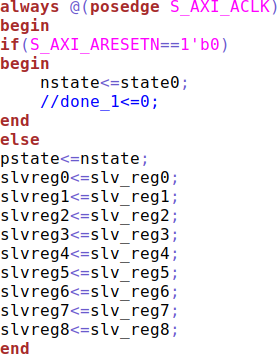 always @(posedge S_AXI_ACLK)
begin
if(S_AXI_ARESETN==1'b0)
begin
    nstate<=state0;
    //done_1<=0;
end
else
pstate<=nstate;
slvreg0<=slv_reg0;
slvreg1<=slv_reg1;
slvreg2<=slv_reg2;
slvreg3<=slv_reg3;
slvreg4<=slv_reg4;
slvreg5<=slv_reg5;
slvreg6<=slv_reg6;
slvreg7<=slv_reg7;
slvreg8<=slv_reg8;
end